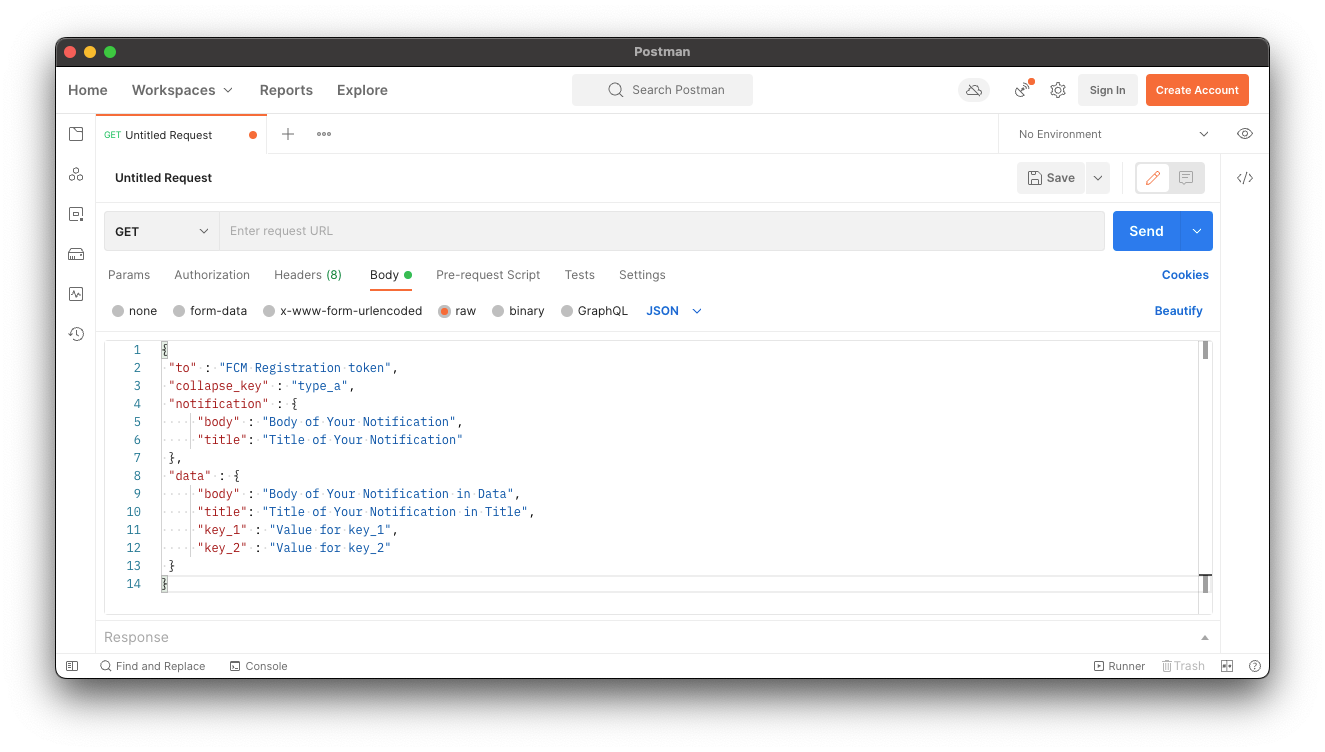 Postman
Home Workspaces Reports Explore Search Postman Sign In Create Account
GET Untitled Request No Environment
Untitled Request Save
GET Enter request URL Send
Params Authorization Headers (8) Body Pre-request Script Tests Settings Cookies
none form-data x-www-form-urlencoded raw binary GraphQL JSON Beautify
1 {
2 "to" : "FCM Registration token",
3 "collapse_key" : "type_a",
4 "notification" : {
5 "body" : "Body of Your Notification",
6 "title": "Title of Your Notification"
7 },
8 "data" : {
9 "body" : "Body of Your Notification in Data",
10 "title": "Title of Your Notification in Title",
11 "key_1" : "Value for key_1",
12 "key_2" : "Value for key_2"
13 }
14 }
Response
Find and Replace Console Runner Trash